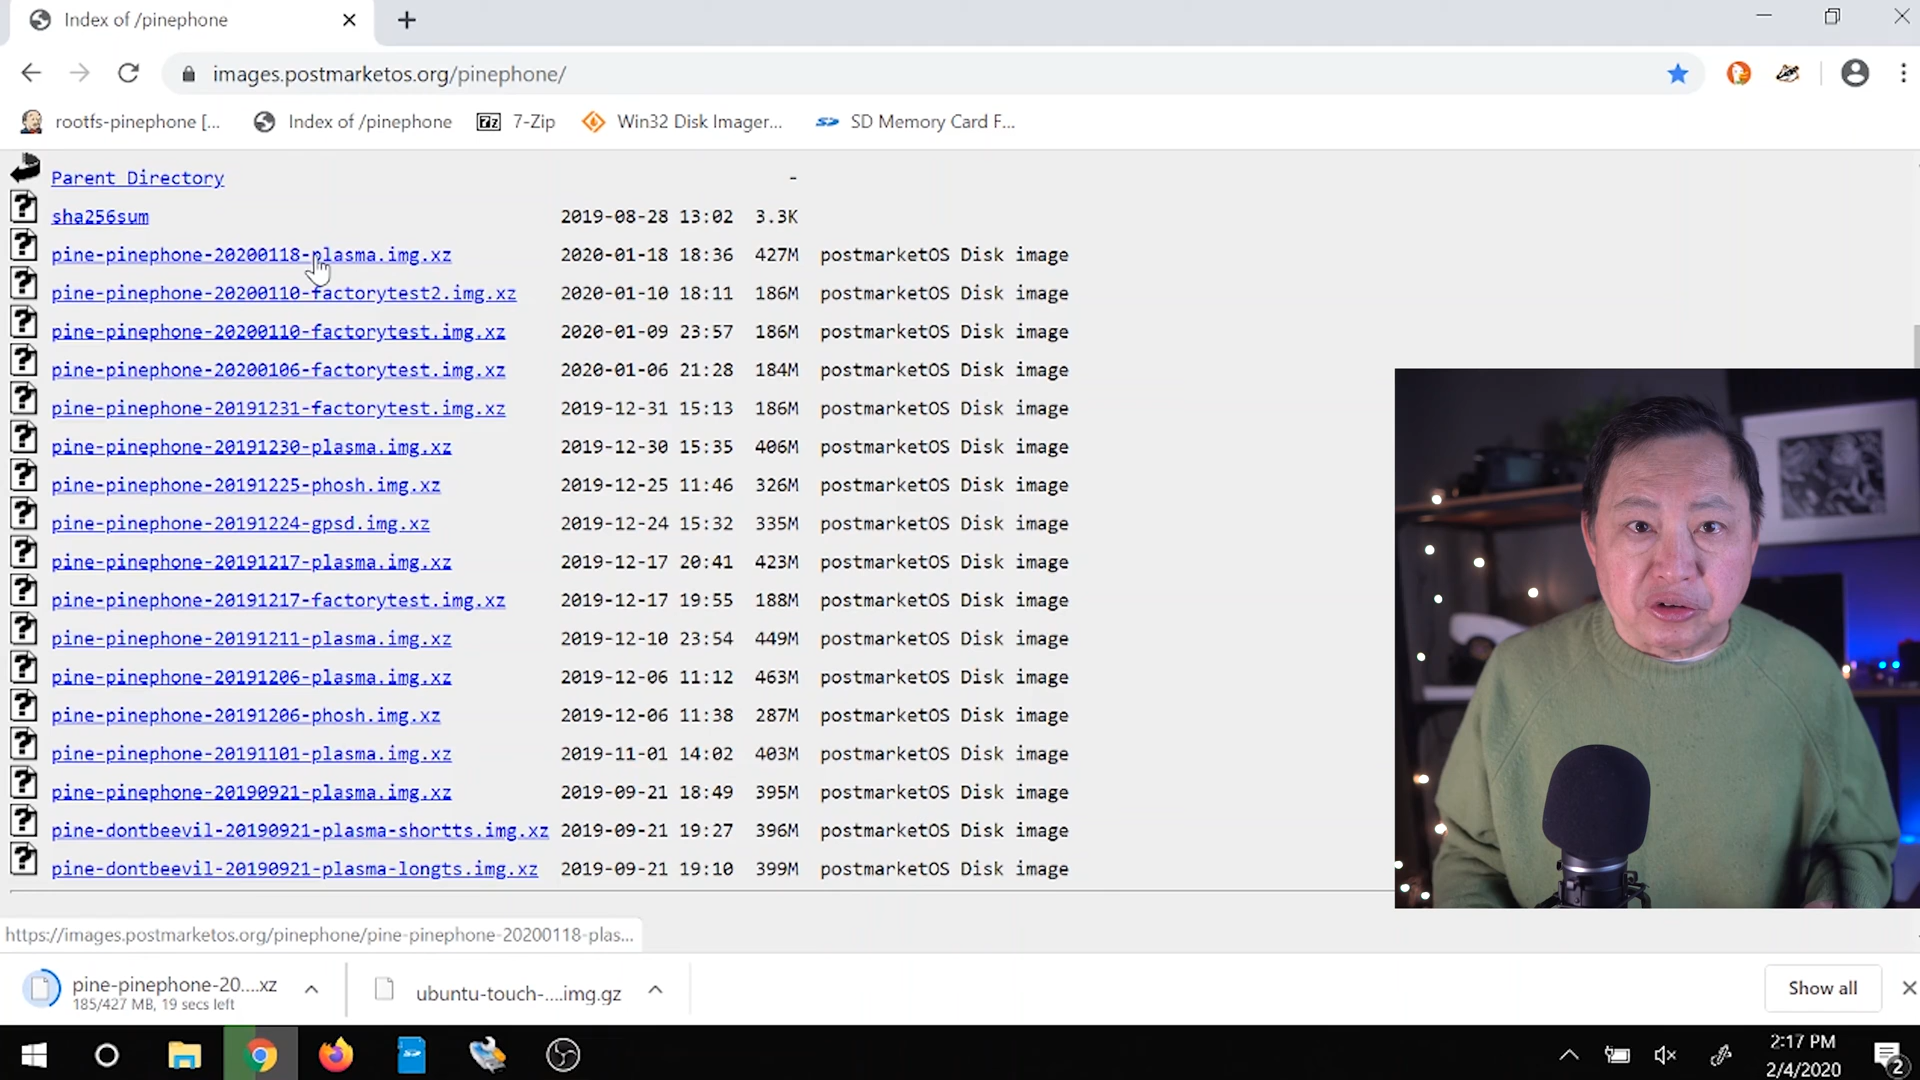 Index of /pinephone
images.postmarketos.org/pinephone/
rootfs-pinephone [...
Index of /pinephone
7z
7-Zip
Win32 Disk Imager...
SD Memory Card F...
Parent Directory -
sha256sum 2019-08-28 13:02 3.3K
pine-pinephone-20200118-plasma.img.xz 2020-01-18 18:36 427M postmarketOS Disk image
pine-pinephone-20200110-factorytest2.img.xz 2020-01-10 18:11 186M postmarketOS Disk image
pine-pinephone-20200110-factorytest.img.xz 2020-01-09 23:57 186M postmarketOS Disk image
pine-pinephone-20200106-factorytest.img.xz 2020-01-06 21:28 184M postmarketOS Disk image
pine-pinephone-20191231-factorytest.img.xz 2019-12-31 15:13 186M postmarketOS Disk image
pine-pinephone-20191230-plasma.img.xz 2019-12-30 15:35 406M postmarketOS Disk image
pine-pinephone-20191225-phosh.img.xz 2019-12-25 11:46 326M postmarketOS Disk image
pine-pinephone-20191224-gpsd.img.xz 2019-12-24 15:32 335M postmarketOS Disk image
pine-pinephone-20191217-plasma.img.xz 2019-12-17 20:41 423M postmarketOS Disk image
pine-pinephone-20191217-factorytest.img.xz 2019-12-17 19:55 188M postmarketOS Disk image
pine-pinephone-20191211-plasma.img.xz 2019-12-10 23:54 449M postmarketOS Disk image
pine-pinephone-20191206-plasma.img.xz 2019-12-06 11:12 463M postmarketOS Disk image
pine-pinephone-20191206-phosh.img.xz 2019-12-06 11:38 287M postmarketOS Disk image
pine-pinephone-20191101-plasma.img.xz 2019-11-01 14:02 403M postmarketOS Disk image
pine-pinephone-20190921-plasma.img.xz 2019-09-21 18:49 395M postmarketOS Disk image
pine-dontbeevil-20190921-plasma-shortts.img.xz 2019-09-21 19:27 396M postmarketOS Disk image
pine-dontbeevil-20190921-plasma-longts.img.xz 2019-09-21 19:10 399M postmarketOS Disk image
https://images.postmarketos.org/pinephone/pine-pinephone-20200118-plas...
pine-pinephone-20....xz
185/427 MB, 19 secs left
ubuntu-touch-....img.gz
Show all
2:17 PM
2/4/2020
2